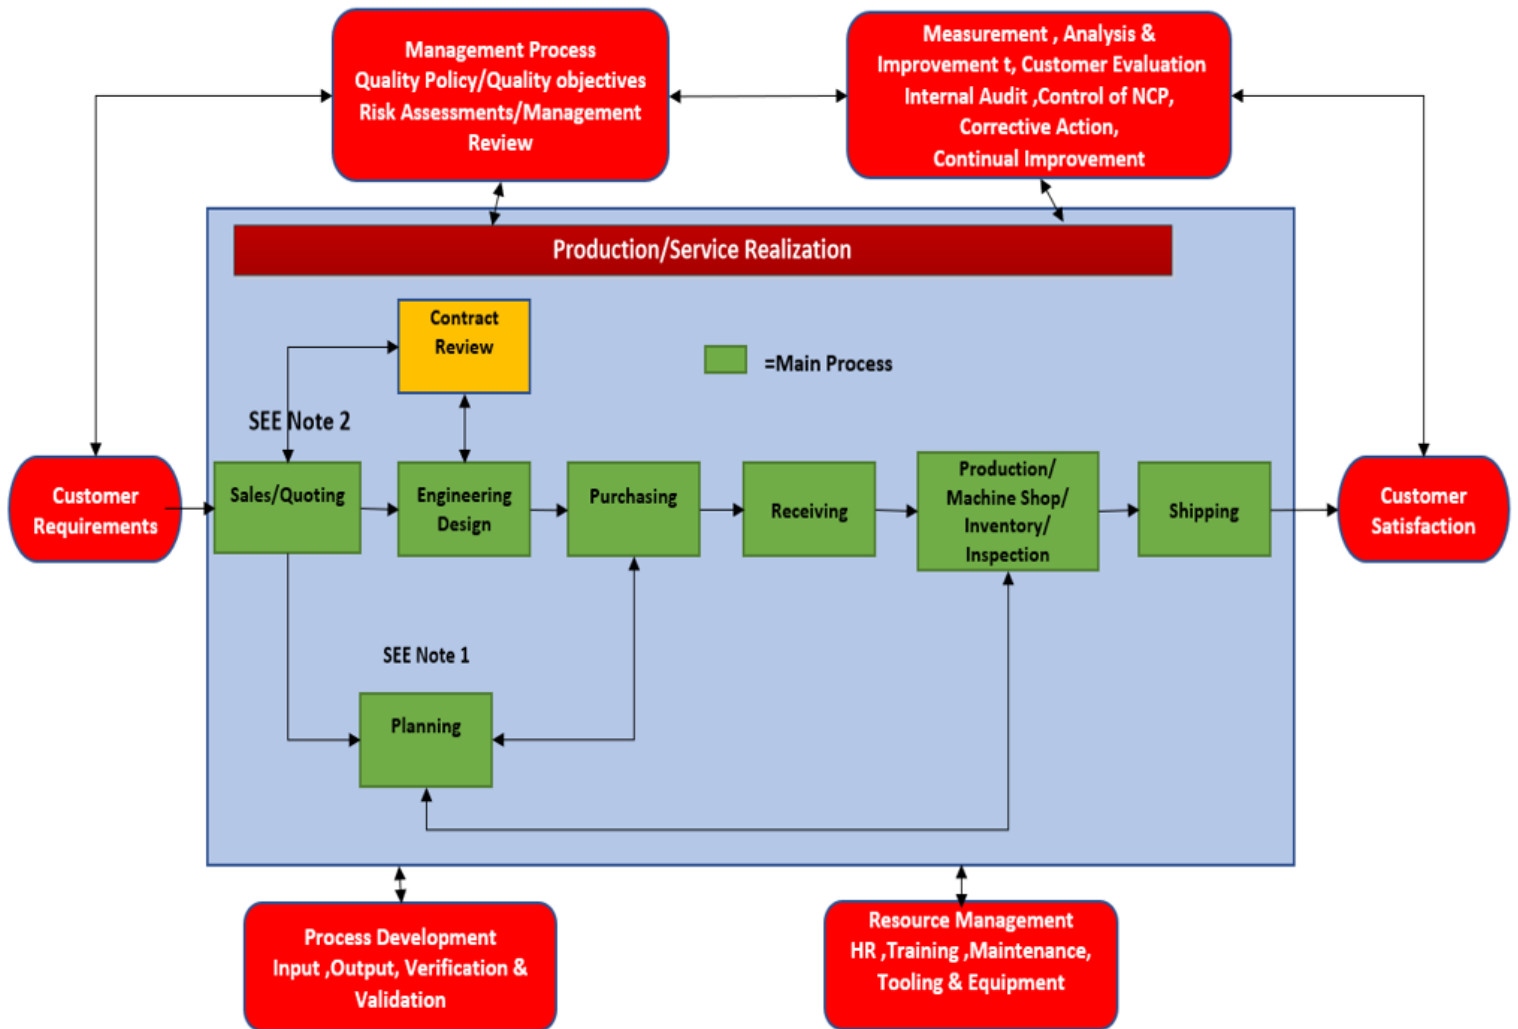 Management Process
Quality Policy/Quality objectives
Risk Assessments/Management
Review
Measurement , Analysis &
Improvement t, Customer Evaluation
Internal Audit ,Control of NCP,
Corrective Action,
Continual Improvement
Production/Service Realization
Contract
Review
=Main Process
SEE Note 2
Customer
Requirements
Sales/Quoting
Engineering
Design
Purchasing
Receiving
Production/
Machine Shop/
Inventory/
Inspection
Shipping
Customer
Satisfaction
SEE Note 1
Planning
Process Development
Input ,Output, Verification &
Validation
Resource Management
HR ,Training ,Maintenance,
Tooling & Equipment